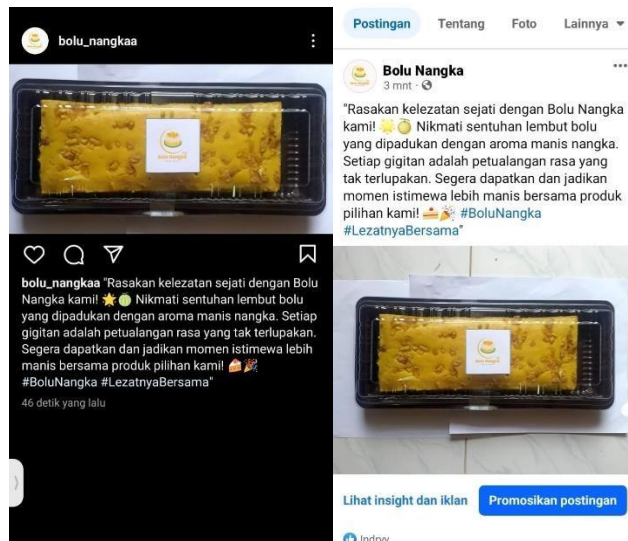 bolu_nangkaa
Bolu Nangka
bolu_nangkaa "Rasakan kelezatan sejati dengan Bolu
Nangka kami! 🌟🍈 Nikmati sentuhan lembut bolu
yang dipadukan dengan aroma manis nangka. Setiap
gigitan adalah petualangan rasa yang tak terlupakan.
Segera dapatkan dan jadikan momen istimewa lebih
manis bersama produk pilihan kami! 🍰🎉
#BoluNangka #LezatnyaBersama"
46 detik yang lalu
Postingan Tentang Foto Lainnya
Bolu Nangka
3 mnt
"Rasakan kelezatan sejati dengan Bolu Nangka
kami! 🌟🍈 Nikmati sentuhan lembut bolu
yang dipadukan dengan aroma manis nangka.
Setiap gigitan adalah petualangan rasa yang
tak terlupakan. Segera dapatkan dan jadikan
momen istimewa lebih manis bersama produk
pilihan kami! 🍰🎉 #BoluNangka
#LezatnyaBersama"
Bolu Nangka
Lihat insight dan iklan Promosikan postingan